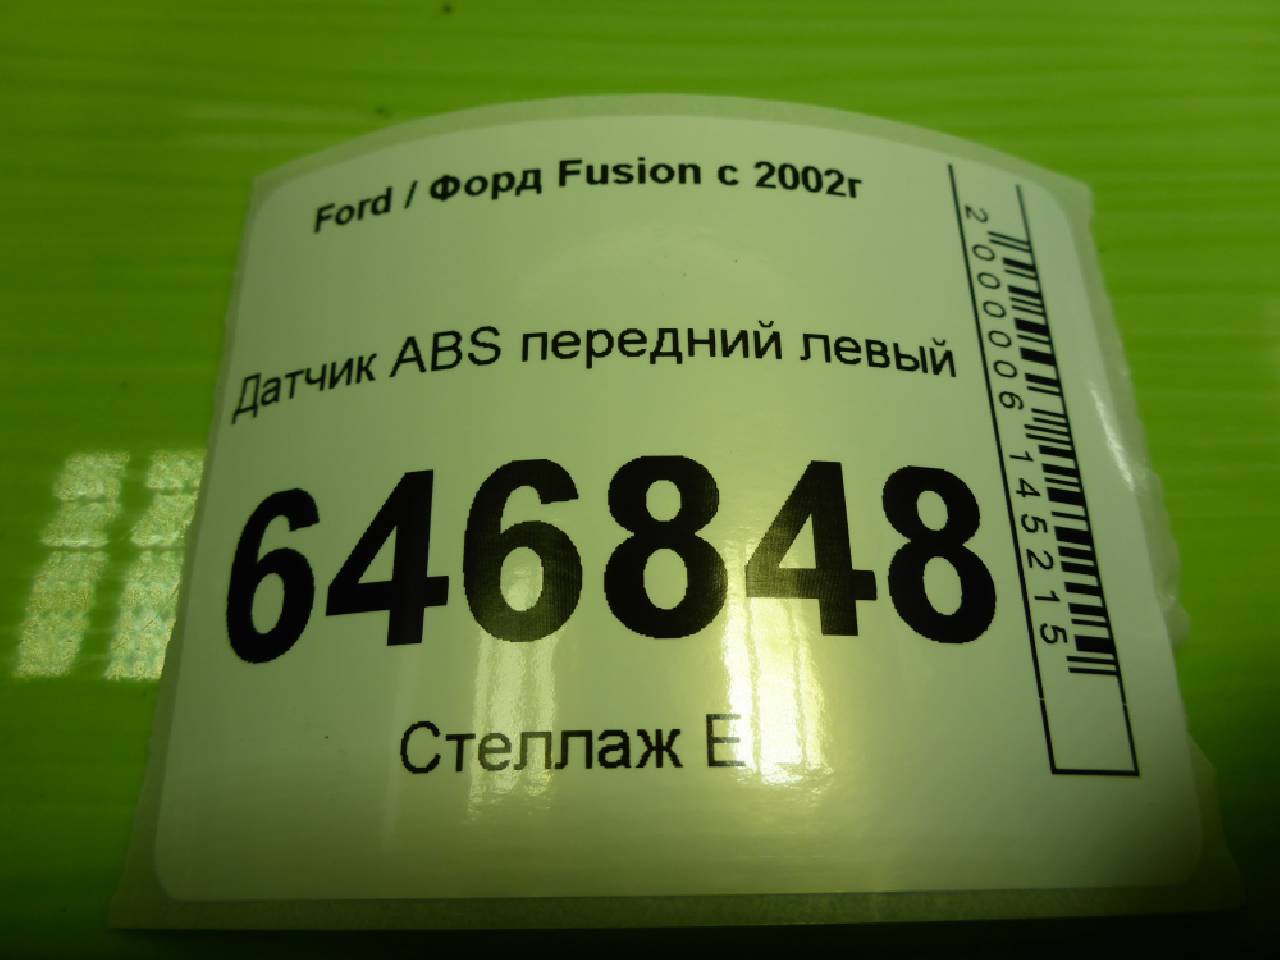 Ford / Форд Fusion с 2002г
Датчик ABS передний левый
646848
Стеллаж E
2000006145215